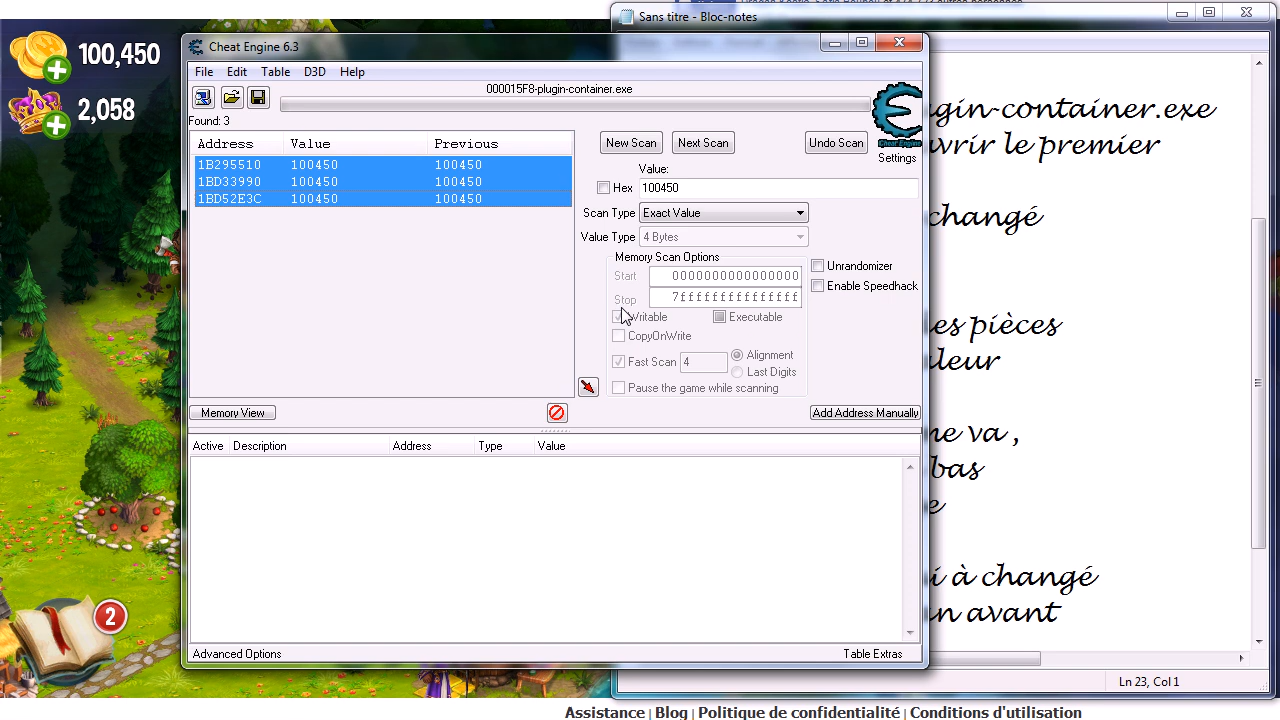 Sans titre - Bloc-notes
100,450
2,058
Cheat Engine 6.3
File Edit Table D3D Help
000015F8-plugin-container.exe
Found: 3
Address Value Previous
1B295510 100450 100450
1BD33990 100450 100450
1BD52E3C 100450 100450
New Scan Next Scan Undo Scan
Cheat Engine
Settings
Value:
Hex 100450
Scan Type Exact Value
Value Type 4 Bytes
Memory Scan Options
Start 0000000000000000
Stop 7fffffffffffffff
Writable Executable
CopyOnWrite
Fast Scan 4 Alignment
Last Digits
Pause the game while scanning
Unrandomizer
Enable Speedhack
Memory View Add Address Manually
Active Description Address Type Value
Advanced Options Table Extras
ugin-container.exe
vrir le premier
changé
es pièces
leur
ne va ,
bas
e
i à changé
n avant
Ln 23, Col 1
2
Assistance | Blog | Politique de confidentialité | Conditions d'utilisation